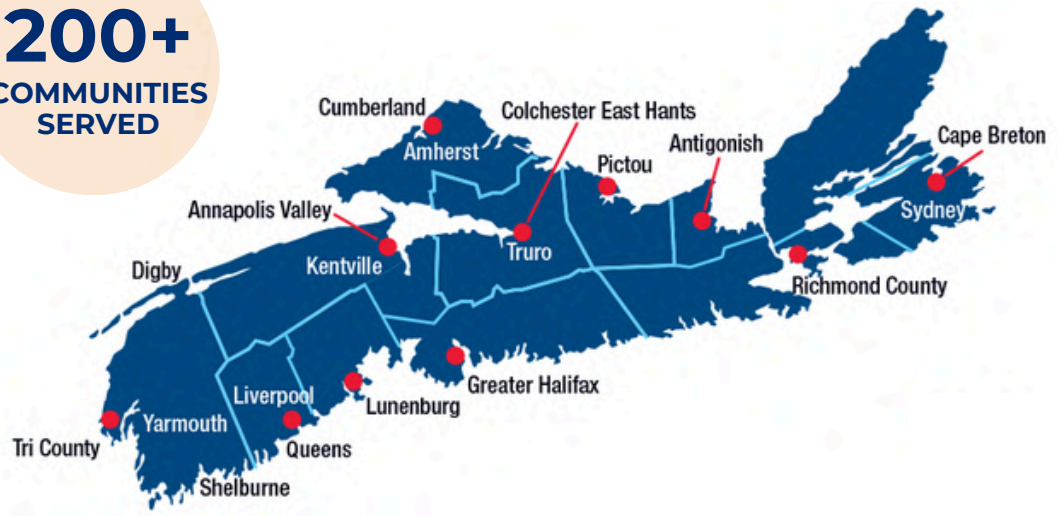 200+
COMMUNITIES
SERVED
Cumberland
Colchester East Hants
Amherst
Antigonish
Cape Breton
Pictou
Annapolis Valley
Sydney
Truro
Kentville
Digby
Richmond County
Greater Halifax
Liverpool
Lunenburg
Yarmouth
Tri County
Queens
Shelburne